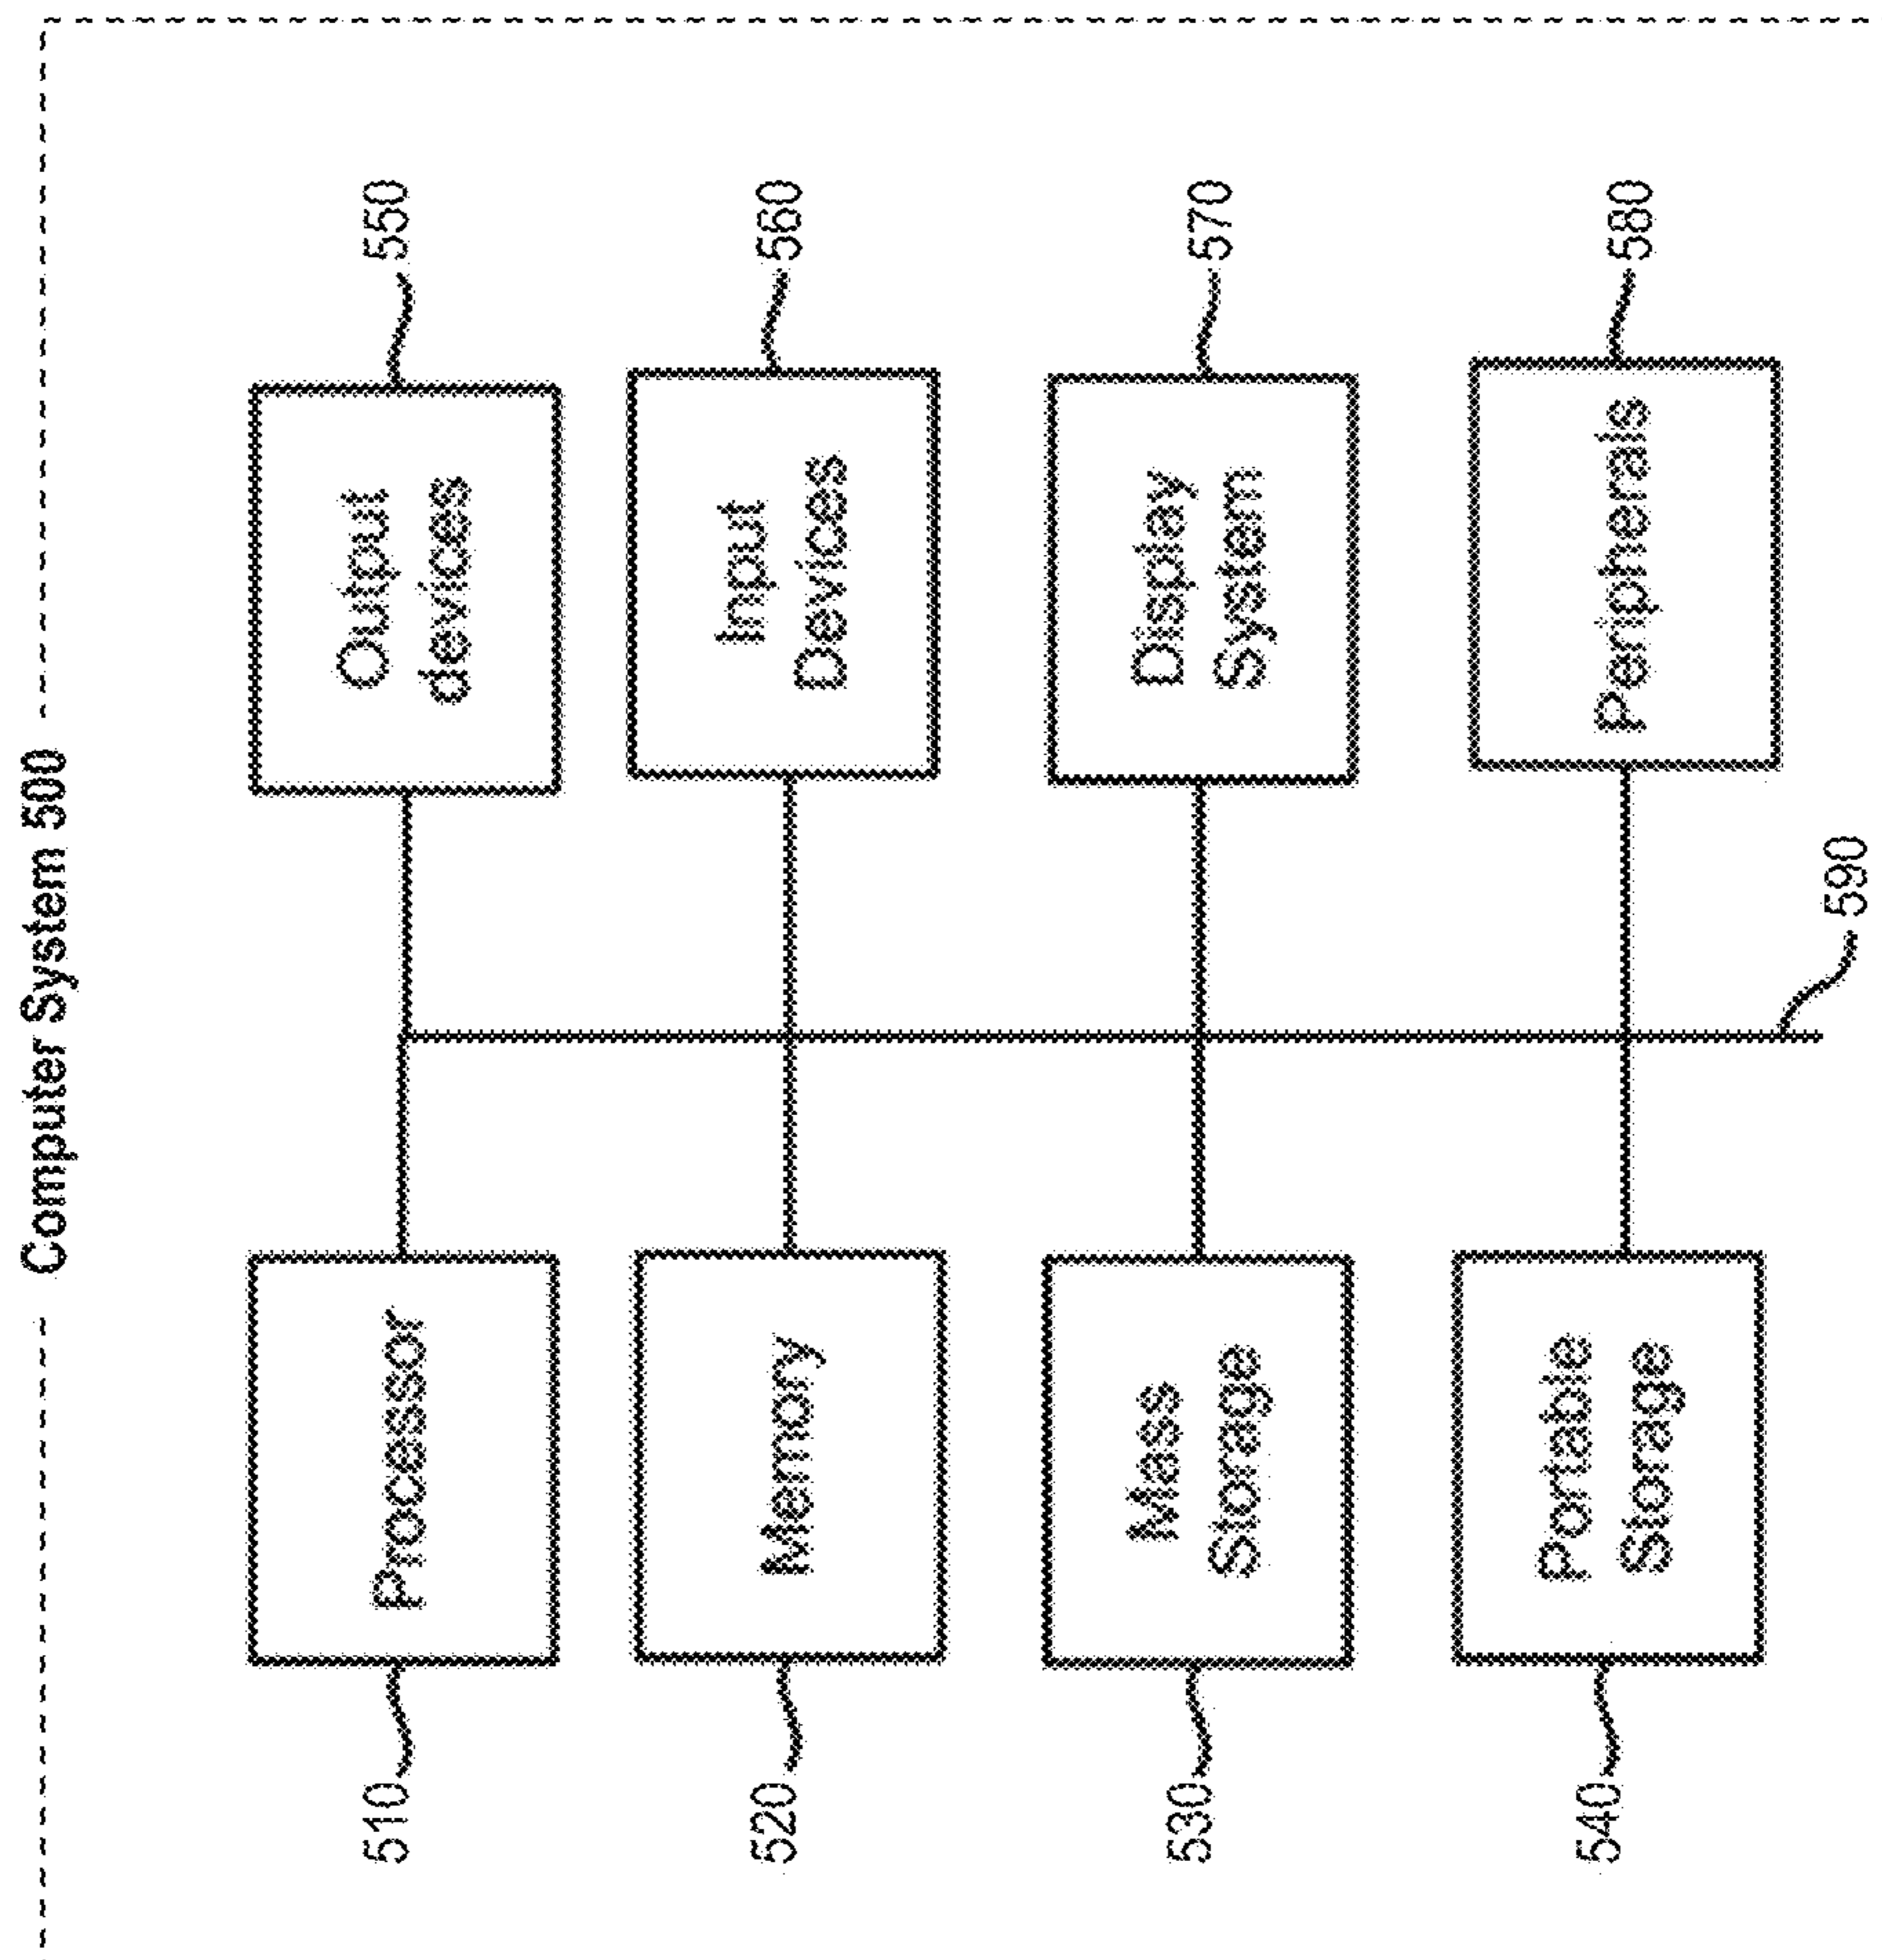 Computer System 500
510
Processor
Output
devices
550
520
Memory
Input
Devices
560
530
Mass
Storage
Display
System
570
540
Portable
Storage
Peripherals
580
590